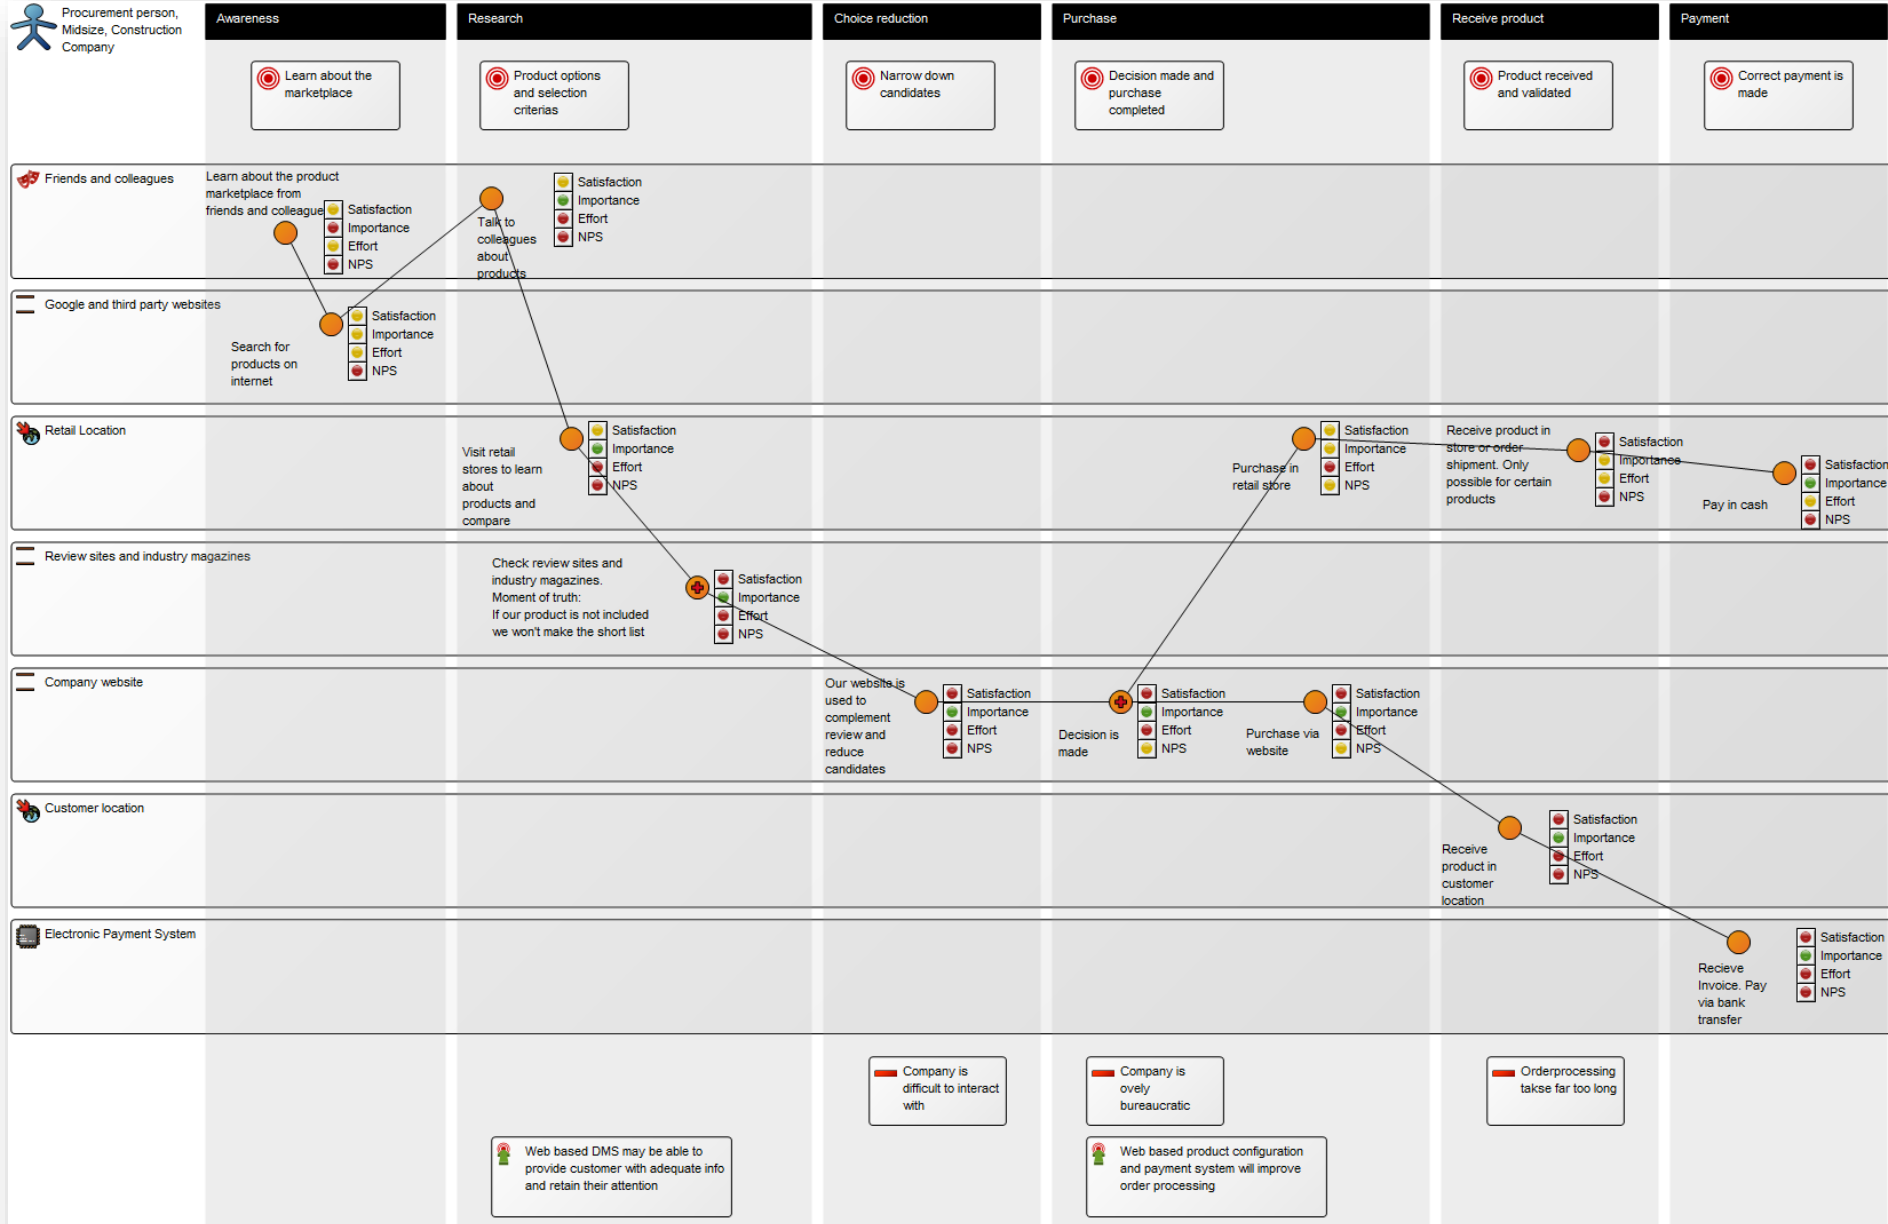 Procurement person,
Midsize, Construction
Company
Awareness
Research
Choice reduction
Purchase
Receive product
Payment
Learn about the
marketplace
Product options
and selection
criterias
Narrow down
candidates
Decision made and
purchase
completed
Product received
and validated
Correct payment is
made
Friends and colleagues
Learn about the product
marketplace from
friends and colleague
Satisfaction
Importance
Effort
NPS
Talk to
colleagues
about
products
Satisfaction
Importance
Effort
NPS
Google and third party websites
Search for
products on
internet
Satisfaction
Importance
Effort
NPS
Retail Location
Visit retail
stores to learn
about
products and
compare
Satisfaction
Importance
Effort
NPS
Purchase in
retail store
Satisfaction
Importance
Effort
NPS
Receive product in
store or order
shipment. Only
possible for certain
products
Satisfaction
Importance
Effort
NPS
Pay in cash
Satisfaction
Importance
Effort
NPS
Review sites and industry magazines
Check review sites and
industry magazines.
Moment of truth:
If our product is not included
we won't make the short list
Satisfaction
Importance
Effort
NPS
Company website
Our website is
used to
complement
review and
reduce
candidates
Satisfaction
Importance
Effort
NPS
Decision is
made
Satisfaction
Importance
Effort
NPS
Purchase via
website
Satisfaction
Importance
Effort
NPS
Customer location
Receive
product in
customer
location
Satisfaction
Importance
Effort
NPS
Electronic Payment System
Recieve
Invoice. Pay
via bank
transfer
Satisfaction
Importance
Effort
NPS
Company is
difficult to interact
with
Company is
ovely
bureaucratic
Orderprocessing
takse far too long
Web based DMS may be able to
provide customer with adequate info
and retain their attention
Web based product configuration
and payment system will improve
order processing